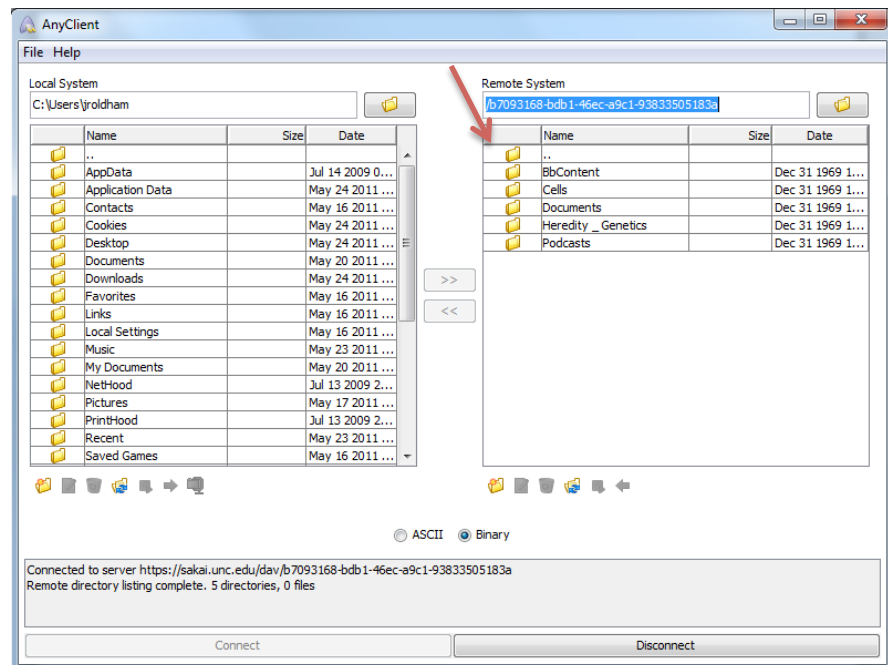 AnyClient
File Help
Local System
C:\Users\jroldham
Name Size Date
..
AppData Jul 14 2009 0...
Application Data May 24 2011 ...
Contacts May 16 2011 ...
Cookies May 24 2011 ...
Desktop May 24 2011 ...
Documents May 20 2011 ...
Downloads May 24 2011 ...
Favorites May 16 2011 ...
Links May 16 2011 ...
Local Settings May 16 2011 ...
Music May 23 2011 ...
My Documents May 20 2011 ...
NetHood Jul 13 2009 2...
Pictures May 17 2011 ...
PrintHood Jul 13 2009 2...
Recent May 23 2011 ...
Saved Games May 16 2011 ...
>>
<<
Remote System
/b7093168-bdb1-46ec-a9c1-93833505183a
Name Size Date
..
BbContent Dec 31 1969 1...
Cells Dec 31 1969 1...
Documents Dec 31 1969 1...
Heredity _ Genetics Dec 31 1969 1...
Podcasts Dec 31 1969 1...
ASCII Binary
Connected to server https://sakai.unc.edu/dav/b7093168-bdb1-46ec-a9c1-93833505183a
Remote directory listing complete. 5 directories, 0 files
Connect Disconnect